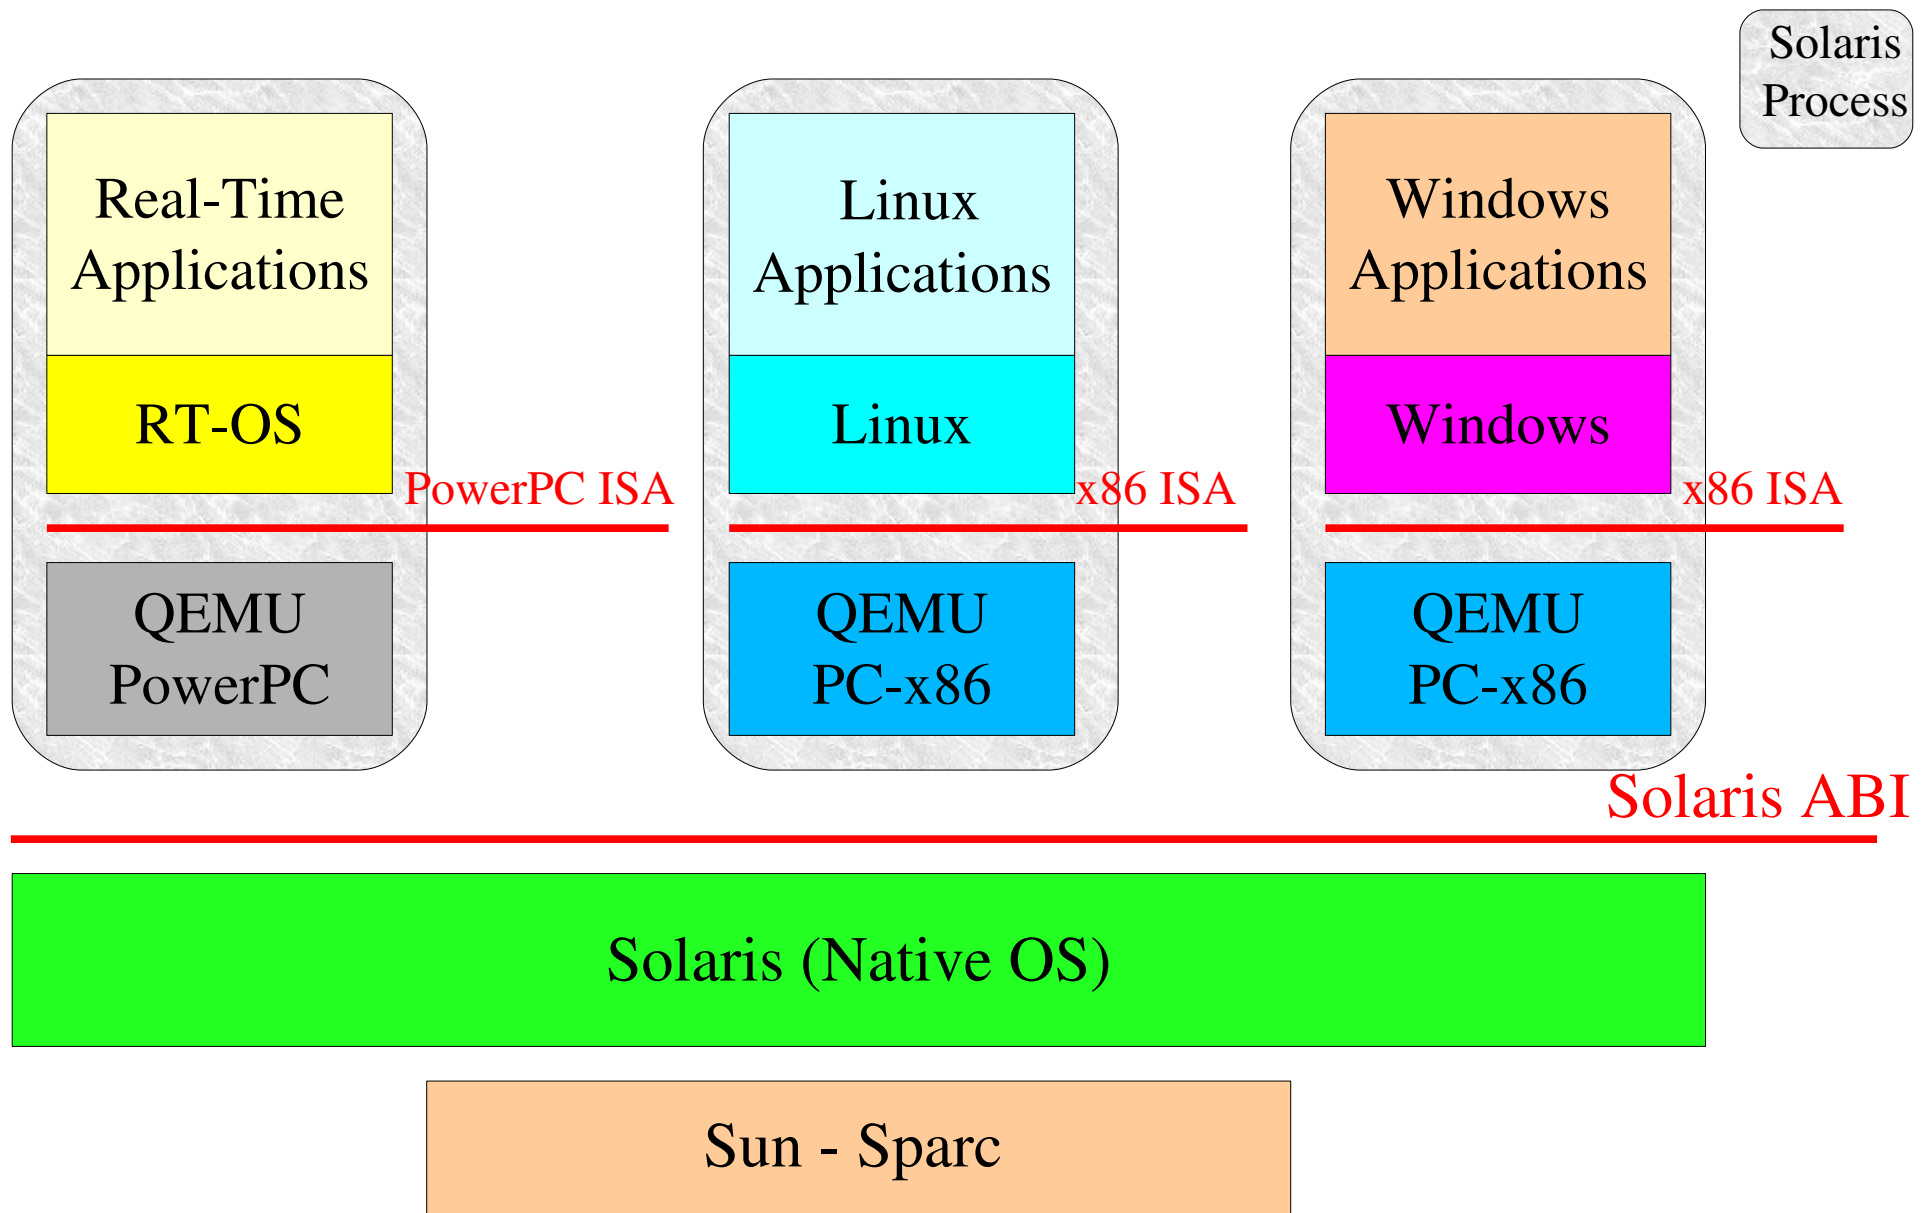 Solaris
Process
Real-Time
Applications
Linux
Applications
Windows
Applications
RT-OS
Linux
Windows
PowerPC ISA
x86 ISA
x86 ISA
QEMU
PowerPC
QEMU
PC-x86
QEMU
PC-x86
Solaris ABI
Solaris (Native OS)
Sun - Sparc